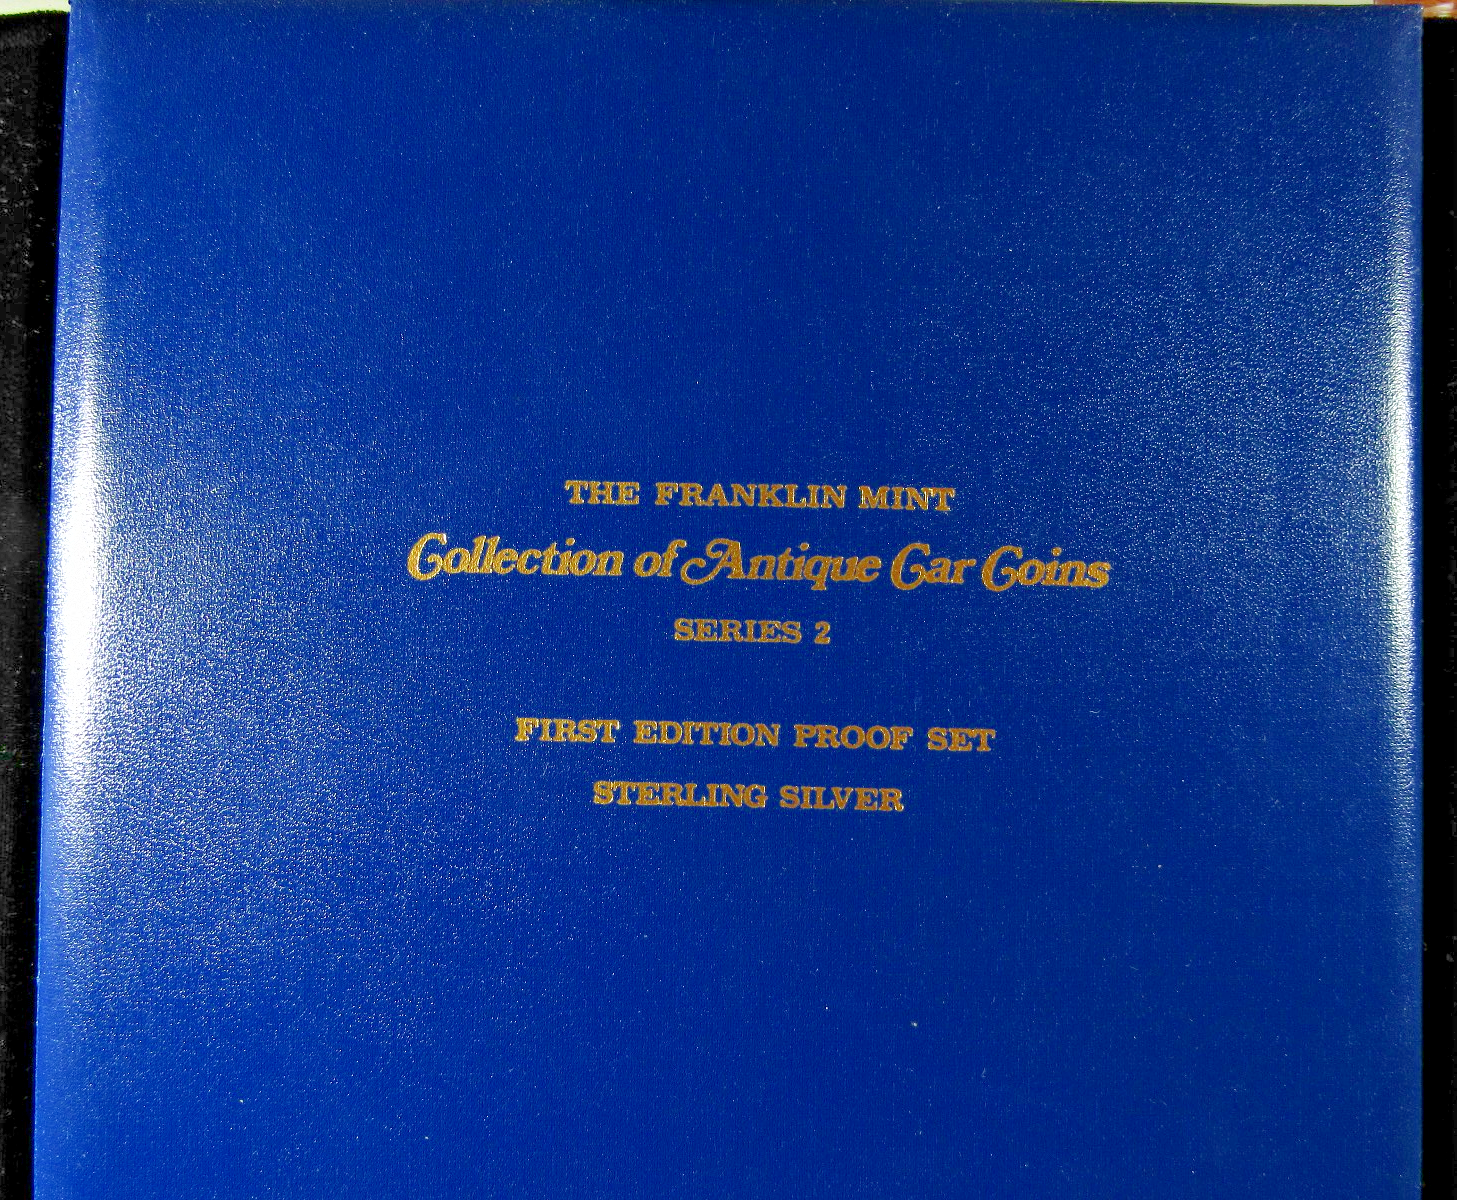 THE FRANKLIN MINT
Collection of Antique Car Coins
SERIES 2
FIRST EDITION PROOF SET
STERLING SILVER